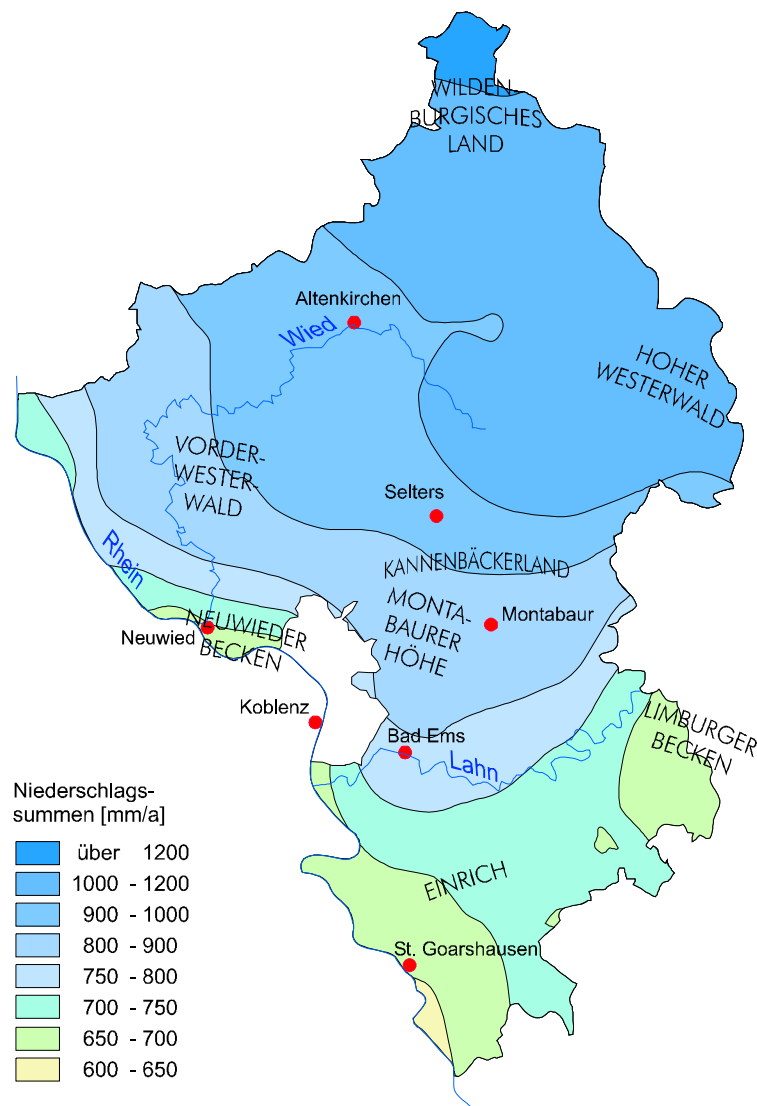 WILDEN-
BURGISCHES
LAND
Altenkirchen
Wied
HOHER
WESTERWALD
VORDER-
WESTER-
WALD
Selters
Rhein
KANNENBÄCKERLAND
MONTA-
BAURER
HÖHE
Montabaur
Neuwied
NEUWIEDER
BECKEN
Koblenz
Bad Ems
Lahn
LIMBURGER
BECKEN
EINRICH
St. Goarshausen
Niederschlags-
summen [mm/a]
über 1200
1000 - 1200
900 - 1000
800 - 900
750 - 800
700 - 750
650 - 700
600 - 650